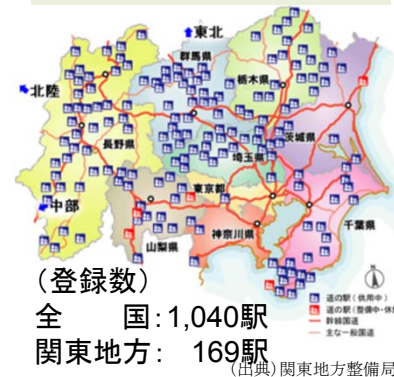 東北
群馬県
栃木県
北陸
長野県
茨城県
埼玉県
中部
東京都
千葉県
山梨県
神奈川県
N
道の駅(供用中)
道の駅(整備中・休
幹線国道
主な一般国道
(登録数)
全　　国:1,040駅
関東地方:　169駅
(出典)関東地方整備局